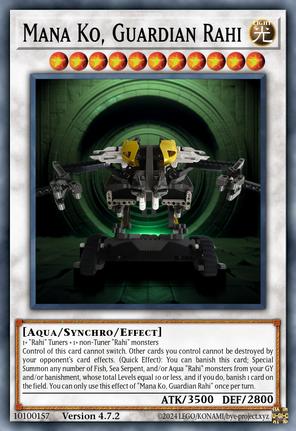 Mana Ko, Guardian Rahi
LIGHT
光
[Aqua/Synchro/Effect]
1+ "Rahi" Tuners + 1+ non-Tuner "Rahi" monsters
Control of this card cannot switch. Other cards you control cannot be destroyed
by your opponent's card effects. (Quick Effect): You can banish this card; Special
Summon any number of Fish, Sea Serpent, and/or Aqua "Rahi" monsters from your GY
and/or banishment, whose total Levels equal 10 or less, and if you do, banish 1 card on
the field. You can only use this effect of "Mana Ko, Guardian Rahi" once per turn.
ATK/3500 DEF/2800
10100157 Version 4.7.2 ©2024 LEGO/KONAMI/bye-project.xyz